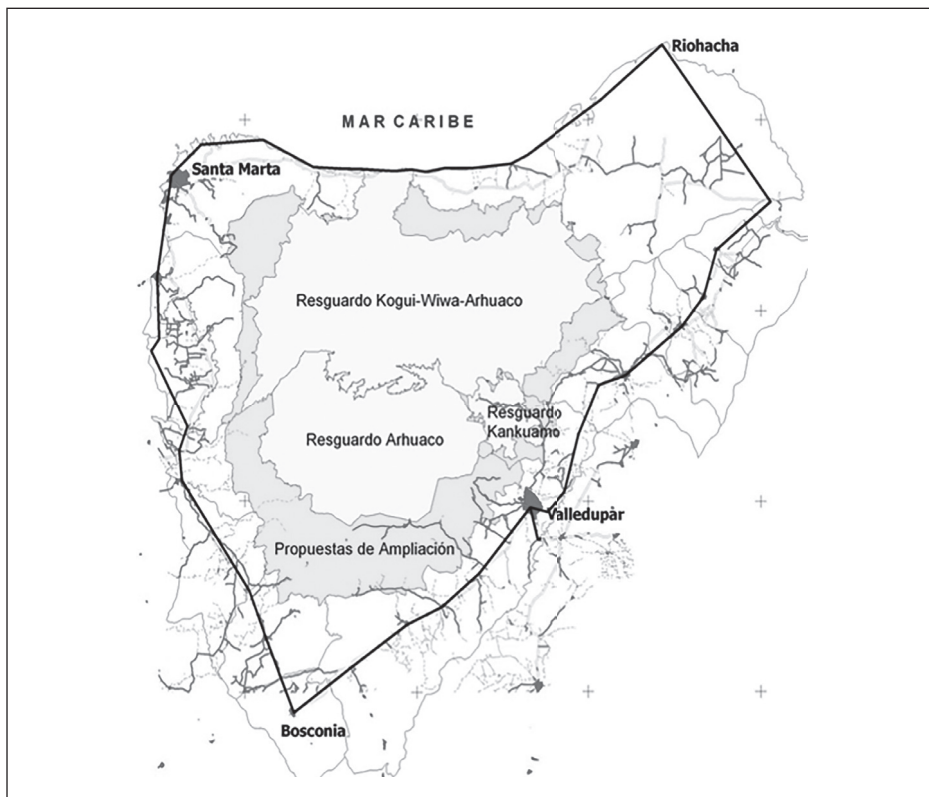 Riohacha
MAR CARIBE
Santa Marta
Resguardo Kogui-Wiwa-Arhuaco
Resguardo
Kankuamo
Resguardo Arhuaco
Valledupar
Propuestas de Ampliación
Bosconia